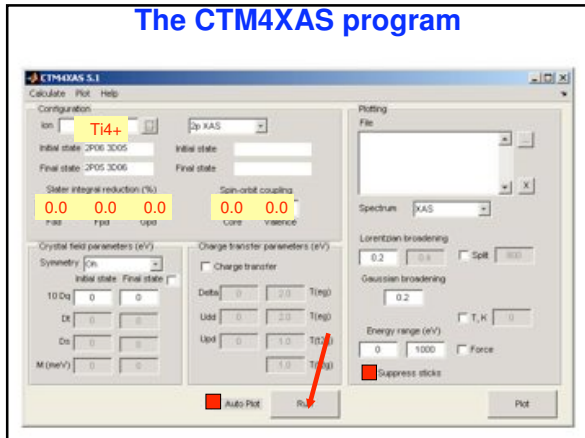 The CTM4XAS program
CTM4XAS 5.1
Calculate Plot Help
Configuration
ion Ti4+ 2p XAS
Initial state 2P06 3D05 Initial state
Final state 2P05 3D06 Final state
Slater integral reduction (%) Spin-orbit coupling
0.0 0.0 0.0 0.0 0.0
Fdd Fpd Gpd Core Valence
Crystal field parameters (eV)
Symmetry Oh
Initial state Final state
10 Dq 0 0
Dt 0 0
Ds 0 0
M (meV) 0 0
Charge transfer parameters (eV)
Charge transfer
Delta 0 2.0 T(eg)
Udd 0 2.0 T(eg)
Upd 0 1.0
1.0
Auto Plot
Plotting
File
...
X
Spectrum XAS
Lorentzian broadening
0.2 0.4 Split
Gaussian broadening
0.2
T, K 0
Energy range (eV)
0 1000 Force
Suppress sticks
Plot